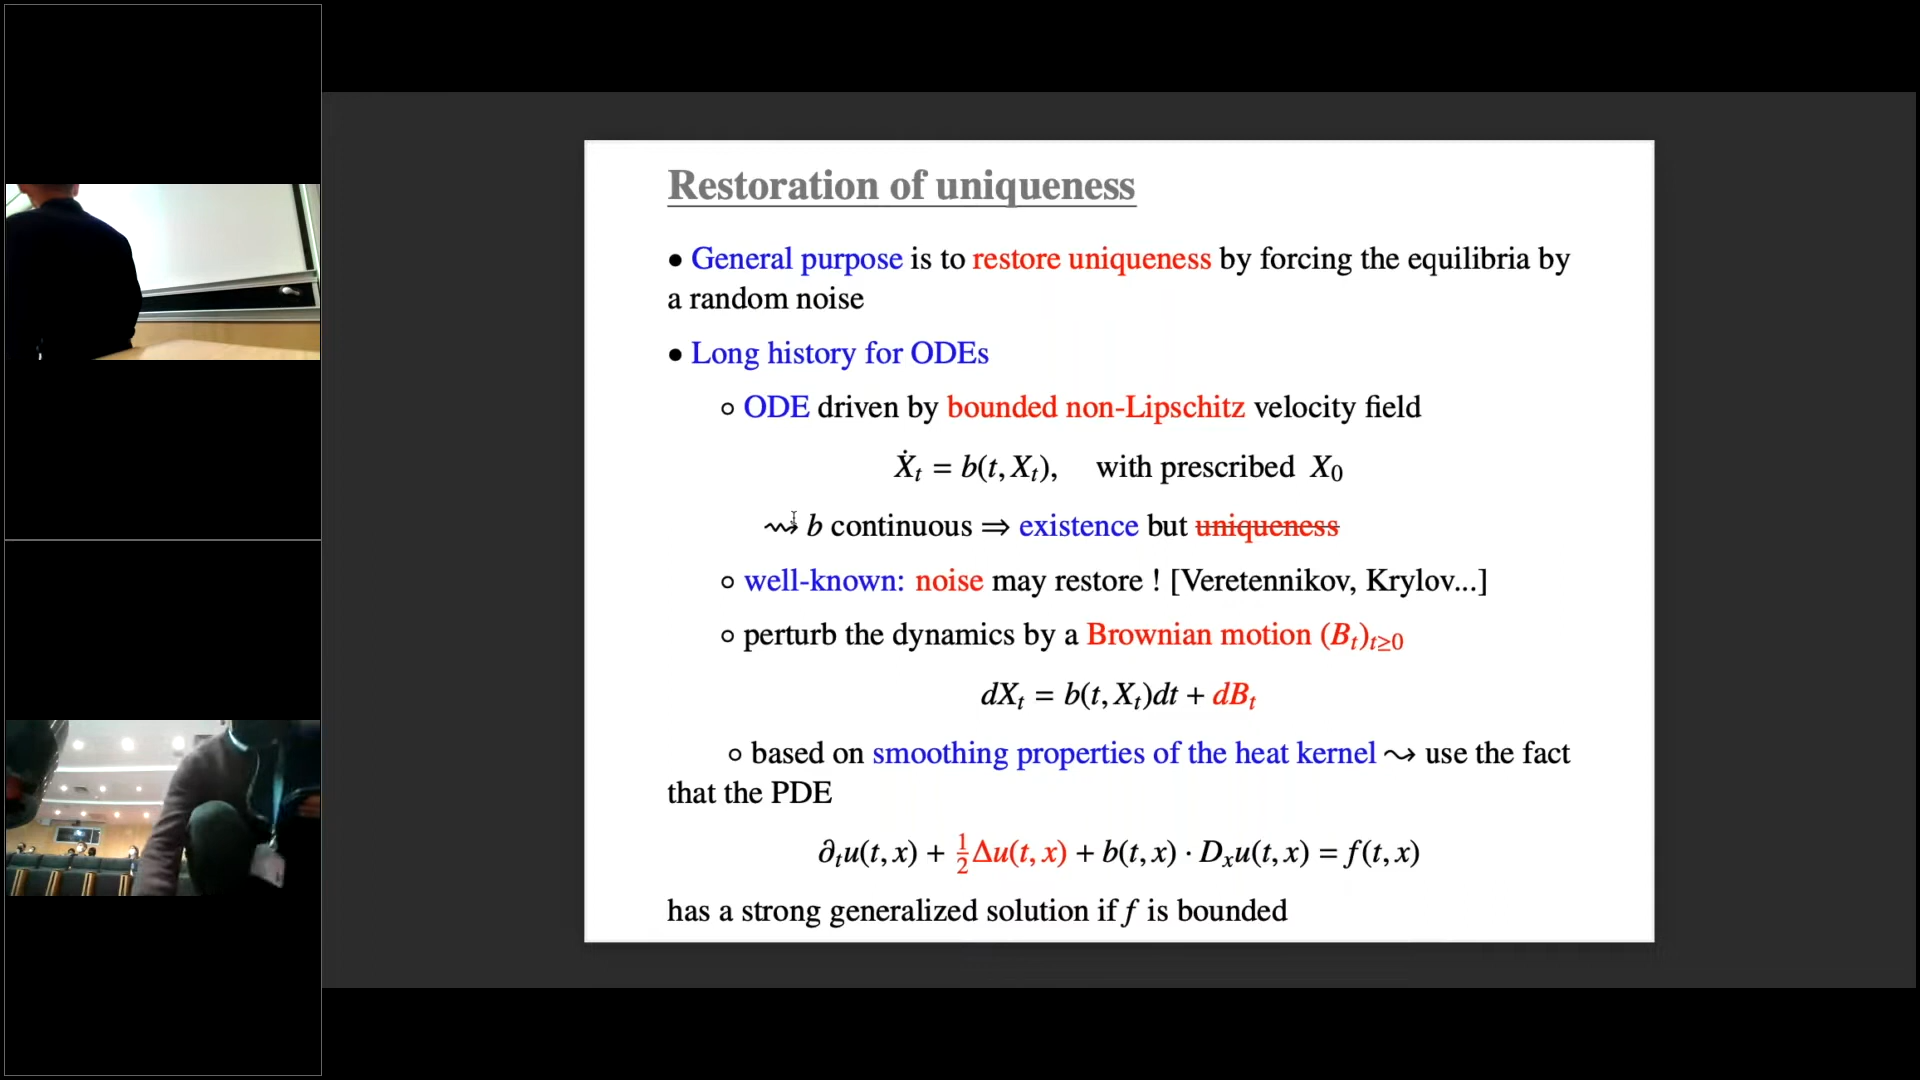 Restoration of uniqueness
• General purpose is to restore uniqueness by forcing the equilibria by
a random noise
• Long history for ODEs
◦ ODE driven by bounded non-Lipschitz velocity field
Ẋ_t = b(t, X_t), with prescribed X_0
⇝ b continuous ⇒ existence but uniqueness
◦ well-known: noise may restore ! [Veretennikov, Krylov...]
◦ perturb the dynamics by a Brownian motion (B_t)_{t≥0}
dX_t = b(t, X_t)dt + dB_t
◦ based on smoothing properties of the heat kernel ⤳ use the fact
that the PDE
∂_t u(t, x) + ½Δu(t, x) + b(t, x) · D_x u(t, x) = f(t, x)
has a strong generalized solution if f is bounded